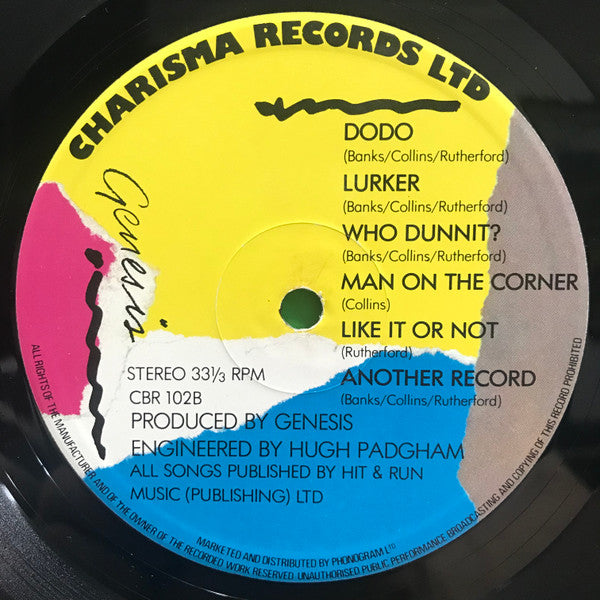 CHARISMA RECORDS LTD
Genesis
DODO
(Banks/Collins/Rutherford)
LURKER
(Banks/Collins/Rutherford)
WHO DUNNIT?
(Banks/Collins/Rutherford)
MAN ON THE CORNER
(Collins)
LIKE IT OR NOT
(Rutherford)
ANOTHER RECORD
(Banks/Collins/Rutherford)
STEREO 33⅓ RPM
CBR 102B
PRODUCED BY GENESIS
ENGINEERED BY HUGH PADGHAM
ALL SONGS PUBLISHED BY HIT & RUN
MUSIC (PUBLISHING) LTD
MARKETED AND DISTRIBUTED BY PHONOGRAM LTD
ALL RIGHTS OF THE MANUFACTURER AND OF THE OWNER OF THE RECORDED WORK RESERVED. UNAUTHORISED PUBLIC PERFORMANCE BROADCASTING AND COPYING OF THIS RECORD PROHIBITED